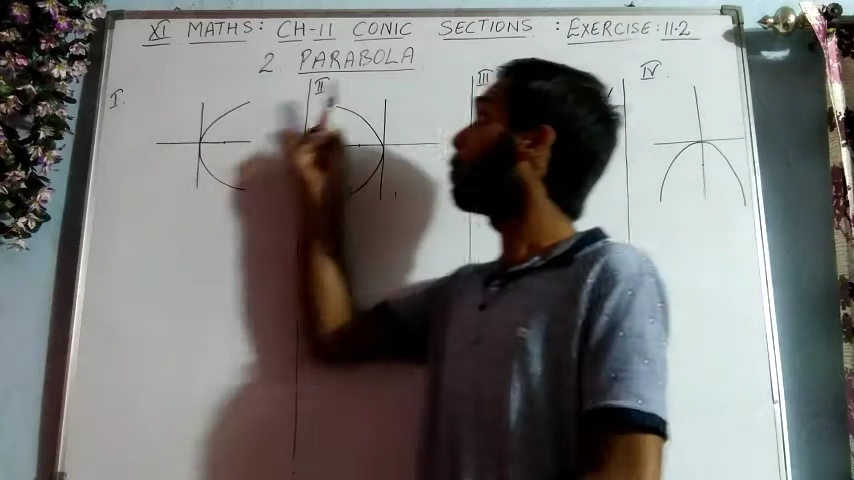 XI MATHS: CH-11 CONIC SECTIONS : EXERCISE: 11.2
2. PARABOLA
I. II III IV.